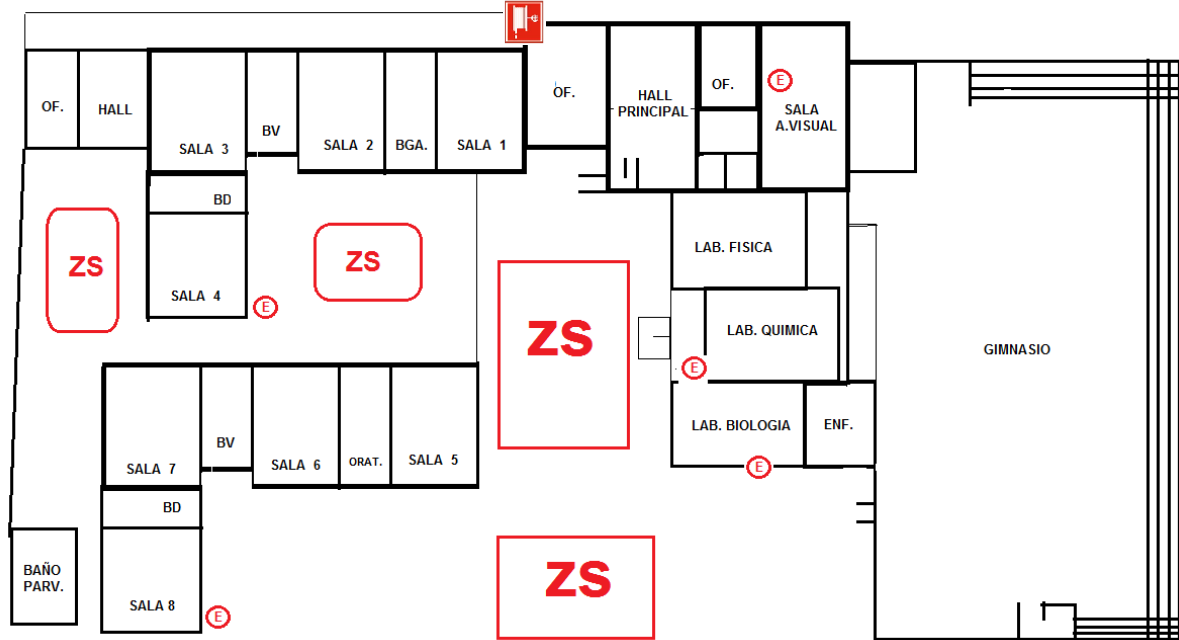 OF.
HALL
SALA 3
BV
SALA 2
BGA.
SALA 1
OF.
HALL
PRINCIPAL
OF.
E
SALA
A.VISUAL
BD
ZS
SALA 4
E
ZS
ZS
LAB. FISICA
LAB. QUIMICA
E
LAB. BIOLOGIA
ENF.
E
GIMNASIO
SALA 7
BV
SALA 6
ORAT.
SALA 5
BD
BAÑO
PARV.
SALA 8
E
ZS